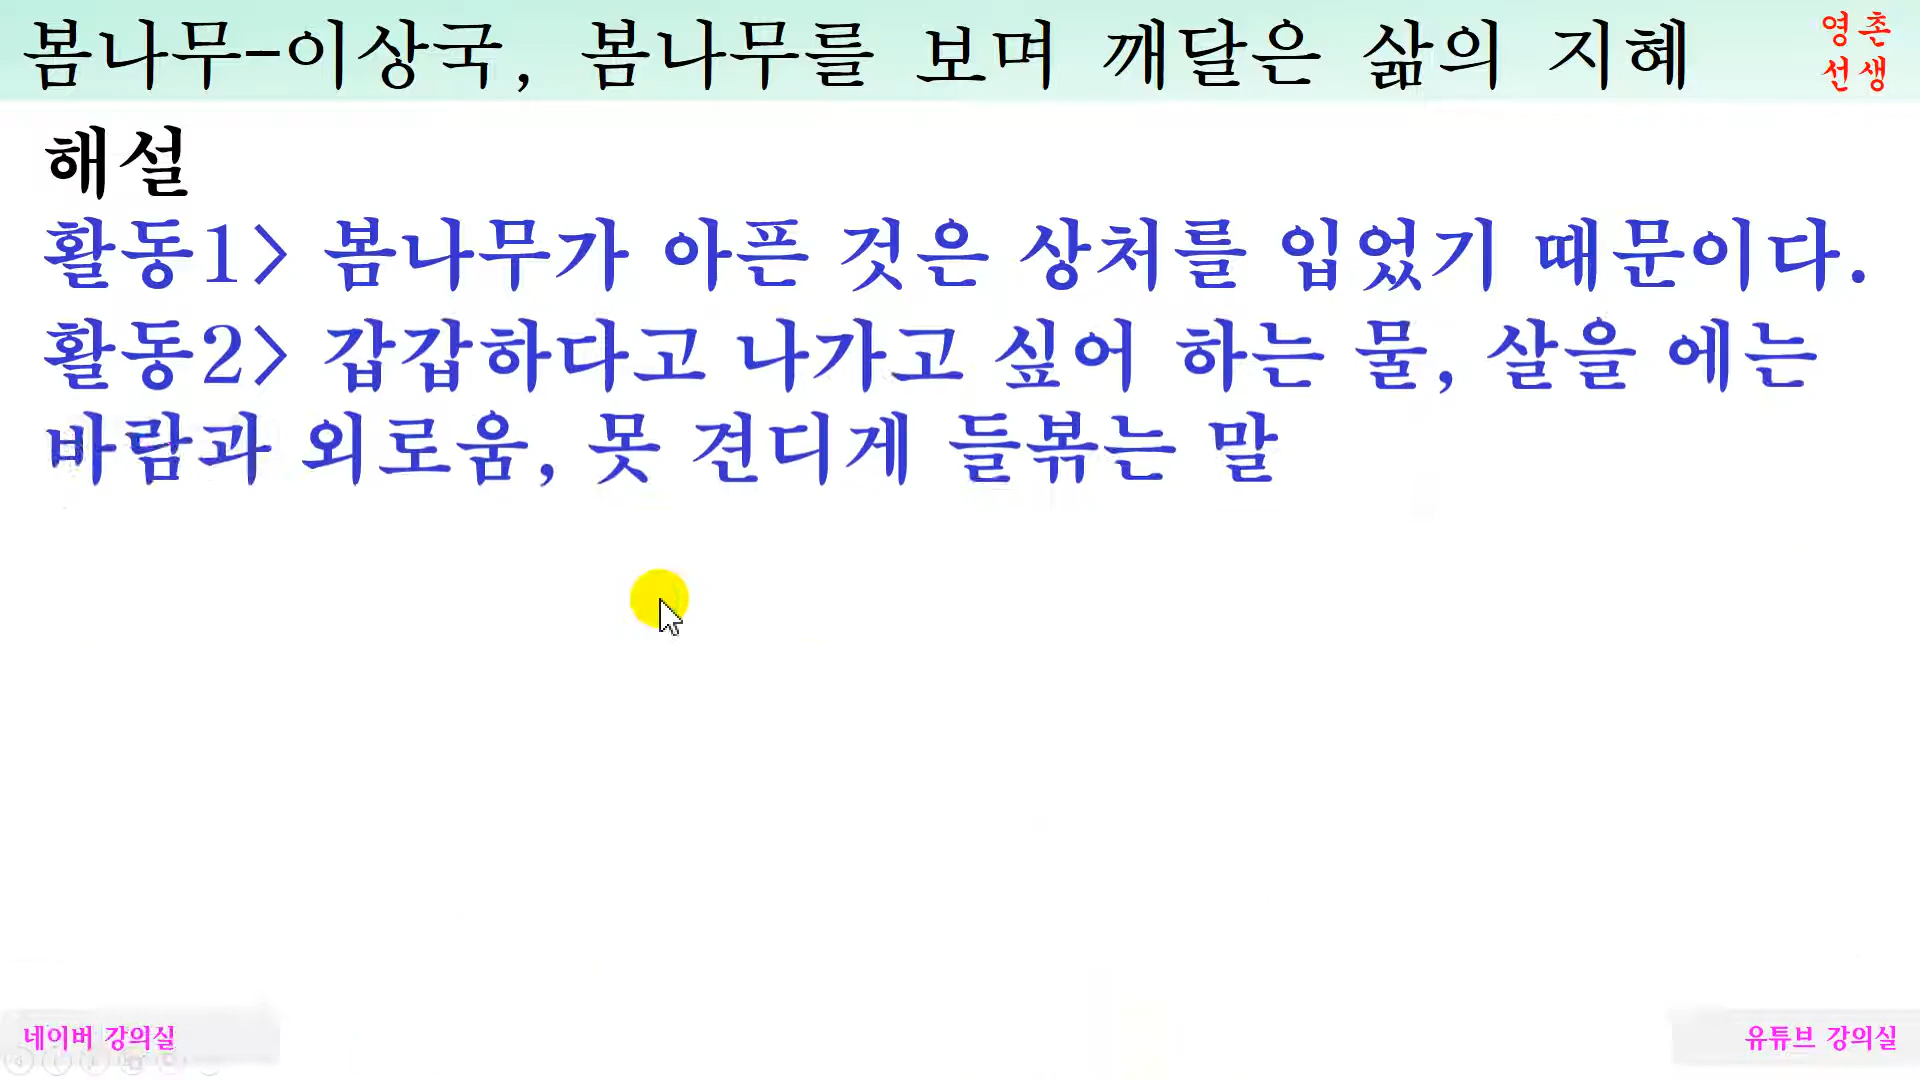 봄나무-이상국, 봄나무를 보며 깨달은 삶의 지혜
영촌
선생
해설
활동1> 봄나무가 아픈 것은 상처를 입었기 때문이다.
활동2> 갑갑하다고 나가고 싶어 하는 물, 살을 에는
바람과 외로움, 못 견디게 들볶는 말
네이버 강의실
유튜브 강의실